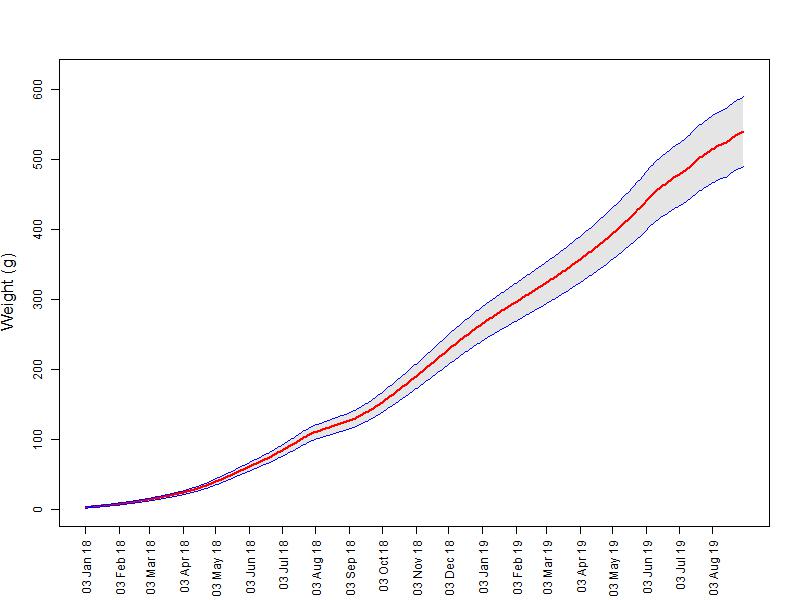 600
500
400
300
200
100
0
Weight (g)
03 Jan 18
03 Feb 18
03 Mar 18
03 Apr 18
03 May 18
03 Jun 18
03 Jul 18
03 Aug 18
03 Sep 18
03 Oct 18
03 Nov 18
03 Dec 18
03 Jan 19
03 Feb 19
03 Mar 19
03 Apr 19
03 May 19
03 Jun 19
03 Jul 19
03 Aug 19